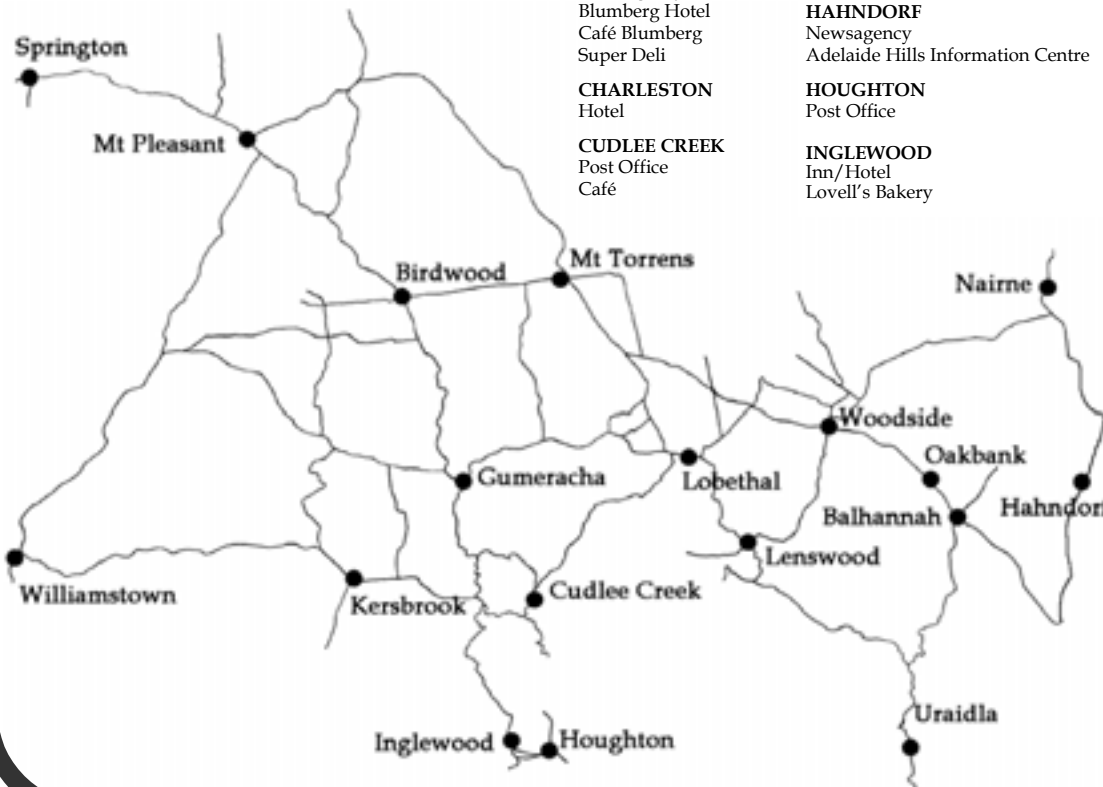 Blumberg Hotel
Café Blumberg
Super Deli
CHARLESTON
Hotel
CUDLEE CREEK
Post Office
Café
HAHNDORF
Newsagency
Adelaide Hills Information Centre
HOUGHTON
Post Office
INGLEWOOD
Inn/Hotel
Lovell's Bakery
Springton
Mt Pleasant
Birdwood
Mt Torrens
Nairne
Woodside
Oakbank
Gumeracha
Lobethal
Balhannah
Hahndorf
Lenswood
Williamstown
Kersbrook
Cudlee Creek
Uraidla
Inglewood
Houghton